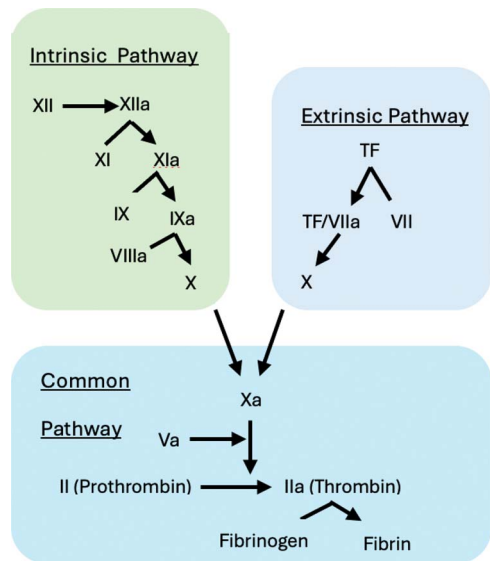 Intrinsic Pathway
XII XIIa
XI XIa
IX IXa
VIIIa
X
Extrinsic Pathway
TF
TF/VIIa VII
X
Common
Xa
Pathway
Va
II (Prothrombin) IIa (Thrombin)
Fibrinogen Fibrin